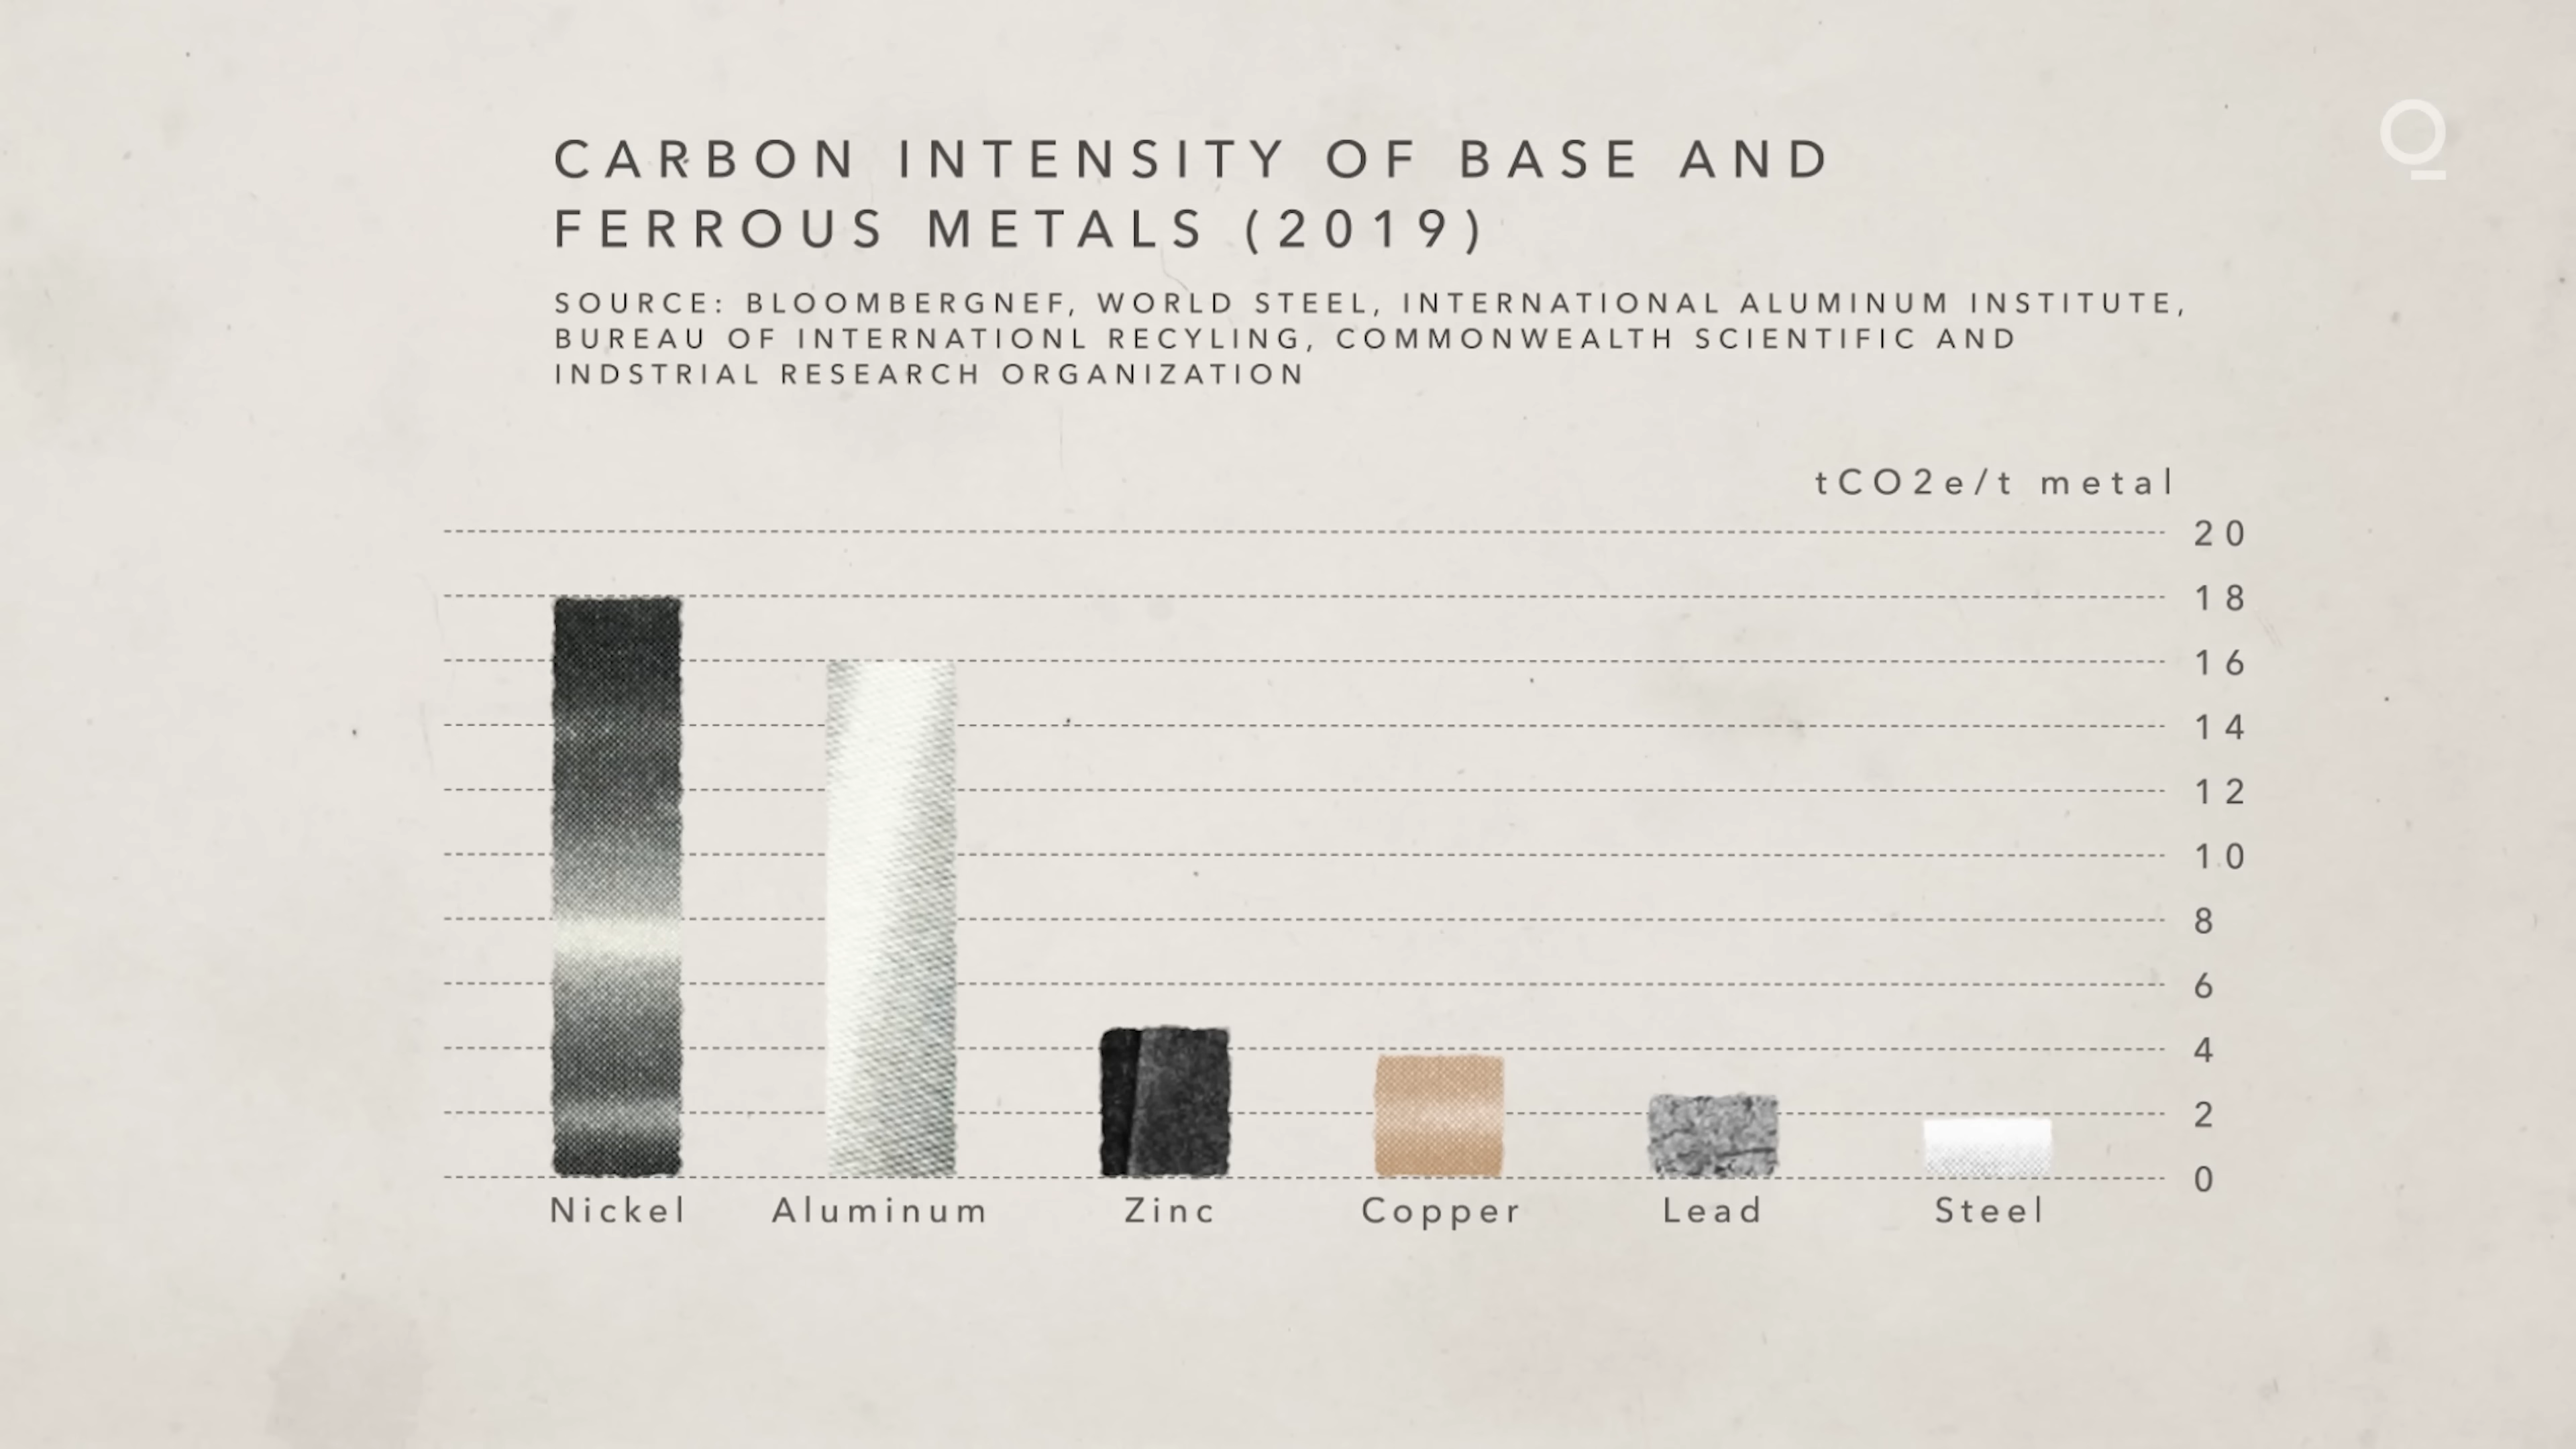 CARBON INTENSITY OF BASE AND
FERROUS METALS (2019)
SOURCE: BLOOMBERGNEF, WORLD STEEL, INTERNATIONAL ALUMINUM INSTITUTE,
BUREAU OF INTERNATIONL RECYLING, COMMONWEALTH SCIENTIFIC AND
INDSTRIAL RESEARCH ORGANIZATION
tCO2e/t metal
20
18
16
14
12
10
8
6
4
2
0
Nickel Aluminum Zinc Copper Lead Steel